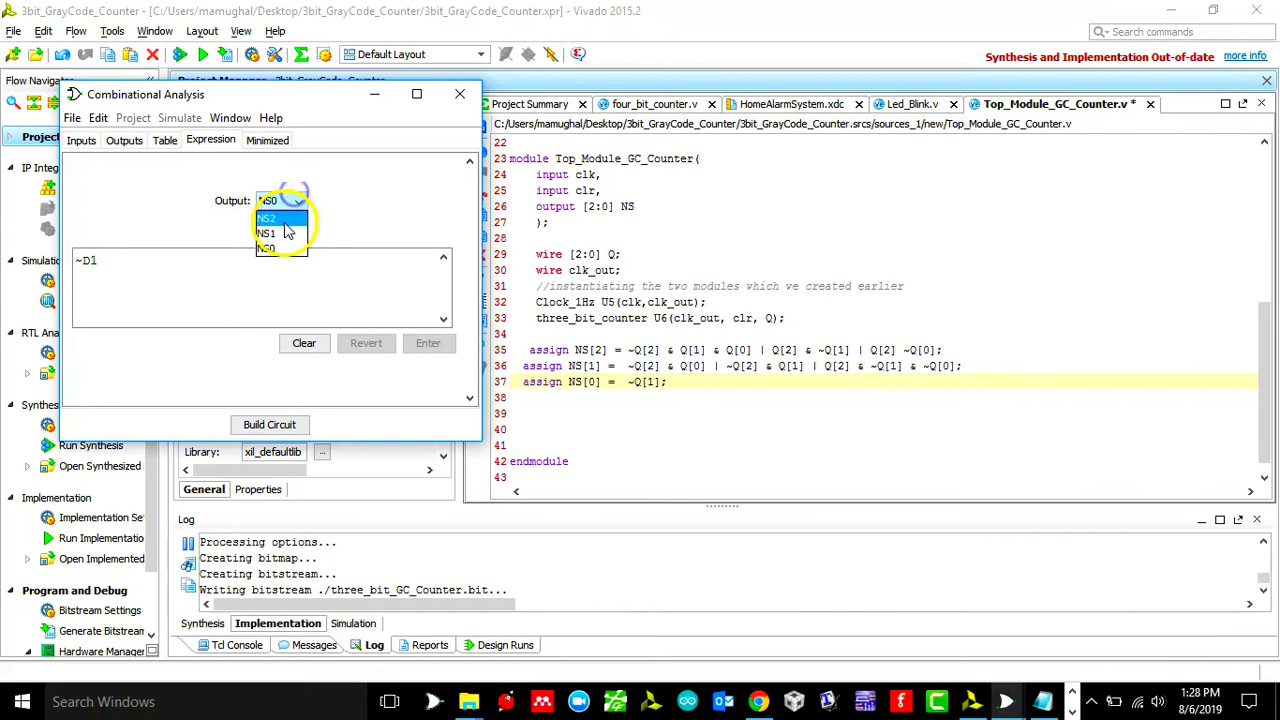 3bit_GrayCode_Counter - [C:/Users/mamughal/Desktop/3bit_GrayCode_Counter/3bit_GrayCode_Counter.xpr] - Vivado 2015.2
File Edit Flow Tools Window Layout View Help
Search commands
Default Layout
Synthesis and Implementation Out-of-date more info
Flow Navigator
Combinational Analysis
File Edit Project Simulate Window Help
Inputs Outputs Table Expression Minimized
Output: NS0
NS2
NS1
NS0
~D1
Clear Revert Enter
Build Circuit
Project Summary four_bit_counter.v HomeAlarmSystem.xdc Led_Blink.v Top_Module_GC_Counter.v *
C:/Users/mamughal/Desktop/3bit_GrayCode_Counter/3bit_GrayCode_Counter.srcs/sources_1/new/Top_Module_GC_Counter.v
22
23 module Top_Module_GC_Counter(
24 input clk,
25 input clr,
26 output [2:0] NS
27 );
28
29 wire [2:0] Q;
30 wire clk_out;
31 //instantiating the two modules which we created earlier
32 Clock_1Hz U5(clk,clk_out);
33 three_bit_counter U6(clk_out, clr, Q);
34
35 assign NS[2] = ~Q[2] & Q[1] & Q[0] | Q[2] & ~Q[1] | Q[2] ~Q[0];
36 assign NS[1] = ~Q[2] & Q[0] | ~Q[2] & Q[1] | Q[2] & ~Q[1] & ~Q[0];
37 assign NS[0] = ~Q[1];
38
39
40
41
42 endmodule
43
IP Integ
Simulatio
RTL Ana
Synthes
Run Synthesis
Open Synthesized
Implementation
Implementation Set
Run Implementatio
Open Implemented
Program and Debug
Bitstream Settings
Generate Bitstream
Hardware Manager
Library: xil_defaultlib ...
General Properties
Log
Processing options...
Creating bitmap...
Creating bitstream...
Writing bitstream ./three_bit_GC_Counter.bit...
Synthesis Implementation Simulation
Tcl Console Messages Log Reports Design Runs
Search Windows
1:28 PM
8/6/2019